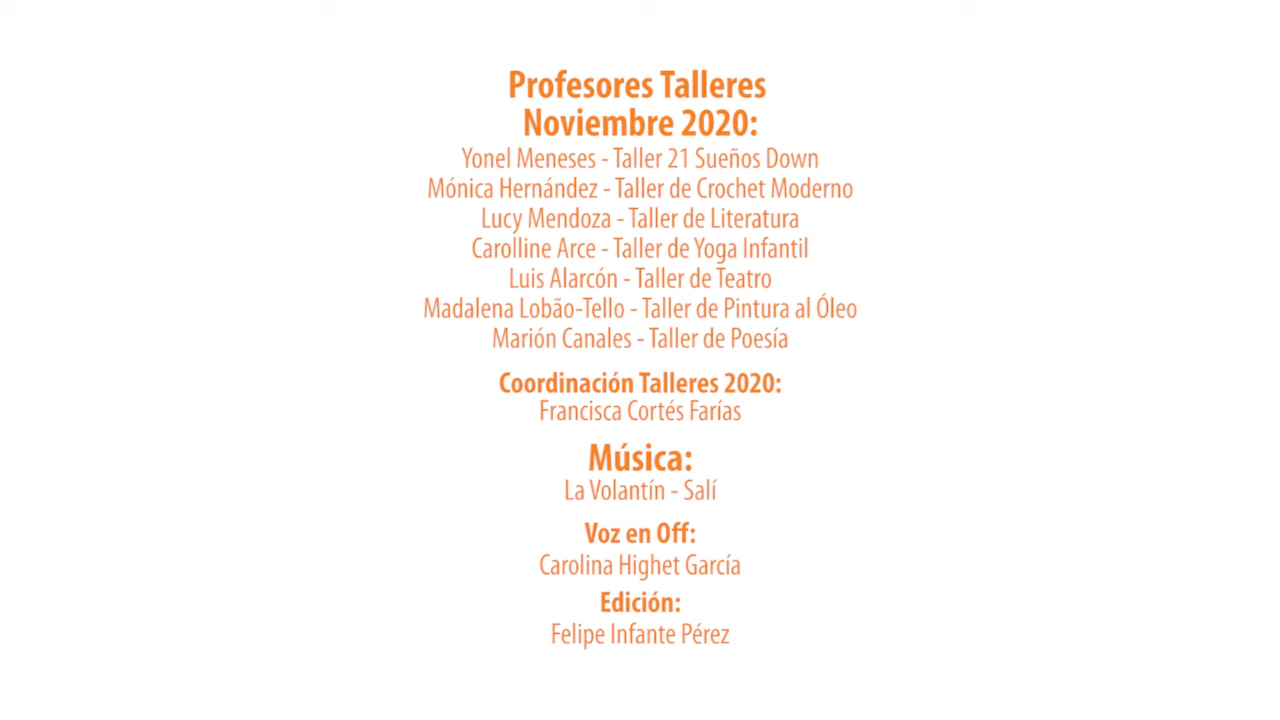 Profesores Talleres
Noviembre 2020:
Yonel Meneses - Taller 21 Sueños Down
Mónica Hernández - Taller de Crochet Moderno
Lucy Mendoza - Taller de Literatura
Carolline Arce - Taller de Yoga Infantil
Luis Alarcón - Taller de Teatro
Madalena Lobão-Tello - Taller de Pintura al Óleo
Marión Canales - Taller de Poesía
Coordinación Talleres 2020:
Francisca Cortés Farías
Música:
La Volantín - Salí
Voz en Off:
Carolina Highet García
Edición:
Felipe Infante Pérez